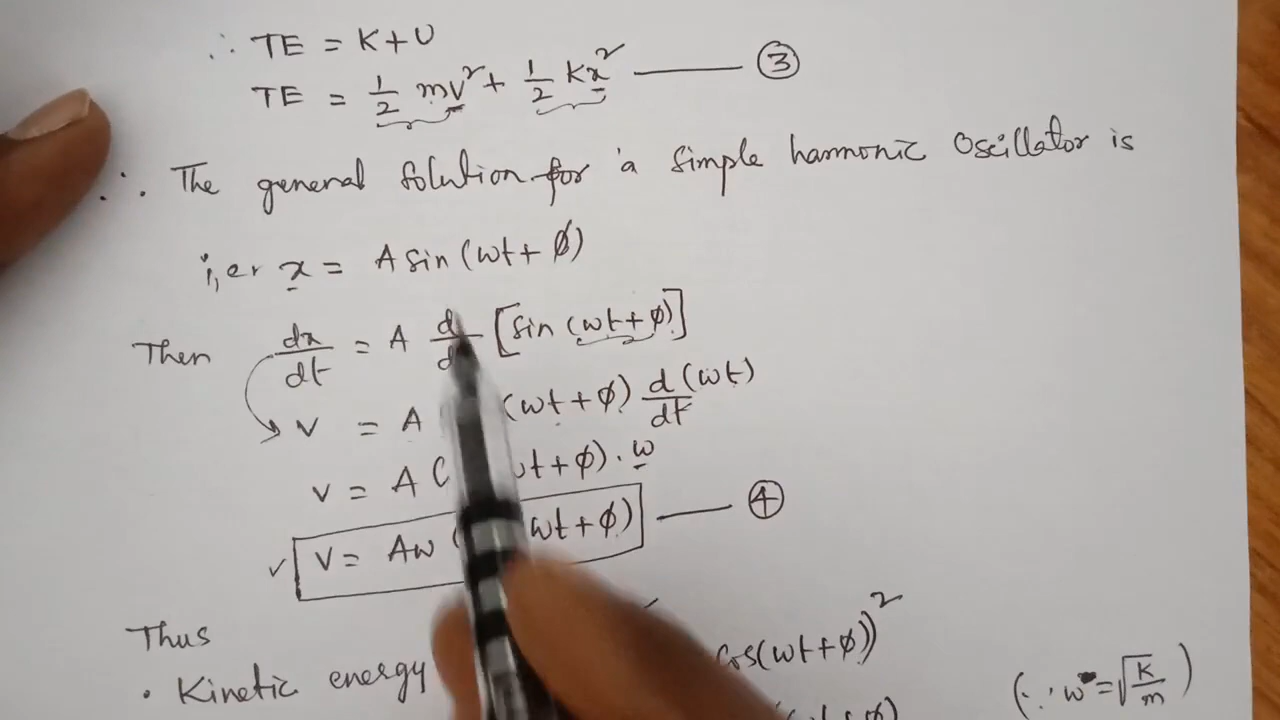 ∴ TE = K+U
TE = 1/2 mv² + 1/2 Kx² —— ③
∴ The general solution for a simple harmonic Oscillator is
i,e, x = A sin (ωt + ϕ)
Then dx/dt = A d/d [sin (ωt + ϕ)]
v = A (ωt + ϕ) d(ωt)/dt
v = A C ωt + ϕ) . ω
✓ V = Aω ( ωt + ϕ) —— ④
Thus
• Kinetic energy cos(ωt + ϕ))²
(∵ ω = √K/m)